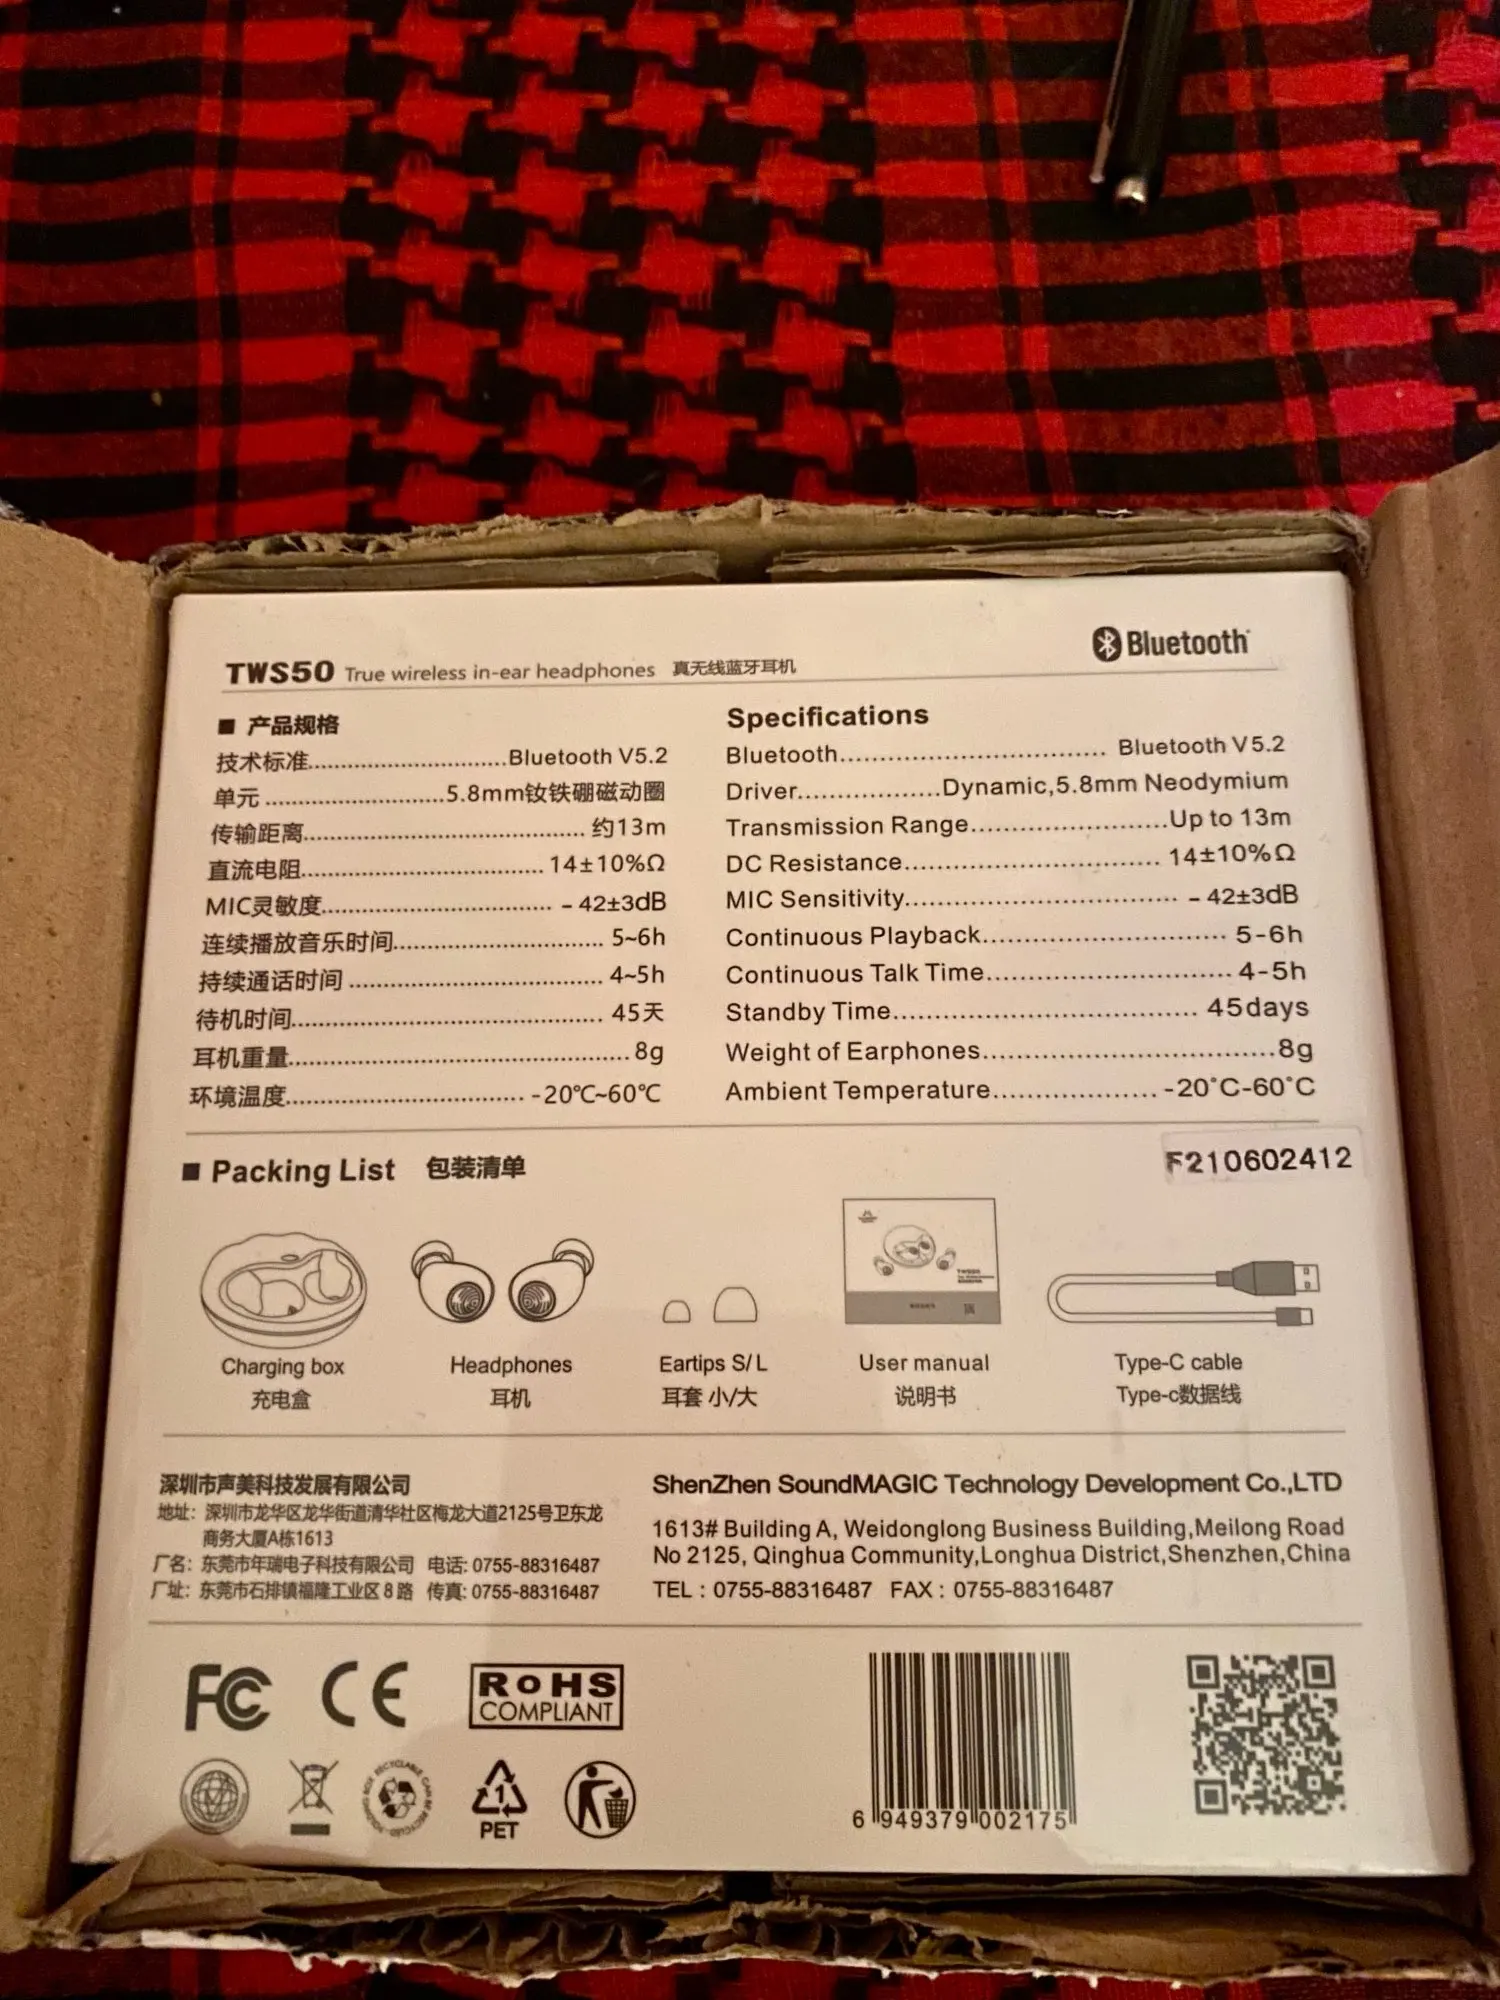 TWS50 True wireless in-ear headphones 真无线蓝牙耳机
Bluetooth
■ 产品规格
技术标准..............................Bluetooth V5.2
单元...........................5.8mm钕铁硼磁动圈
传输距离.......................................... 约13m
直流电阻.................................... 14±10%Ω
MIC灵敏度................................... - 42±3dB
连续播放音乐时间................................ 5~6h
持续通话时间....................................... 4~5h
待机时间............................................... 45天
耳机重量................................................... 8g
环境温度.................................... -20℃~60℃
Specifications
Bluetooth.................................. Bluetooth V5.2
Driver..................Dynamic,5.8mm Neodymium
Transmission Range.........................Up to 13m
DC Resistance................................. 14±10%Ω
MIC Sensitivity................................... - 42±3dB
Continuous Playback............................... 5-6h
Continuous Talk Time............................... 4-5h
Standby Time....................................... 45days
Weight of Earphones.....................................8g
Ambient Temperature.................... -20°C-60°C
■ Packing List 包装清单
F210602412
TWS50
Charging box
充电盒
Headphones
耳机
Eartips S/L
耳套 小/大
User manual
说明书
Type-C cable
Type-c数据线
深圳市声美科技发展有限公司
地址: 深圳市龙华区龙华街道清华社区梅龙大道2125号卫东龙
商务大厦A栋1613
厂名: 东莞市年瑞电子科技有限公司 电话: 0755-88316487
厂址: 东莞市石排镇福隆工业区8路 传真: 0755-88316487
ShenZhen SoundMAGIC Technology Development Co.,LTD
1613# Building A, Weidonglong Business Building,Meilong Road
No 2125, Qinghua Community,Longhua District,Shenzhen,China
TEL : 0755-88316487 FAX : 0755-88316487
FC CE RoHS
COMPLIANT
1
PET
6 949379 002175